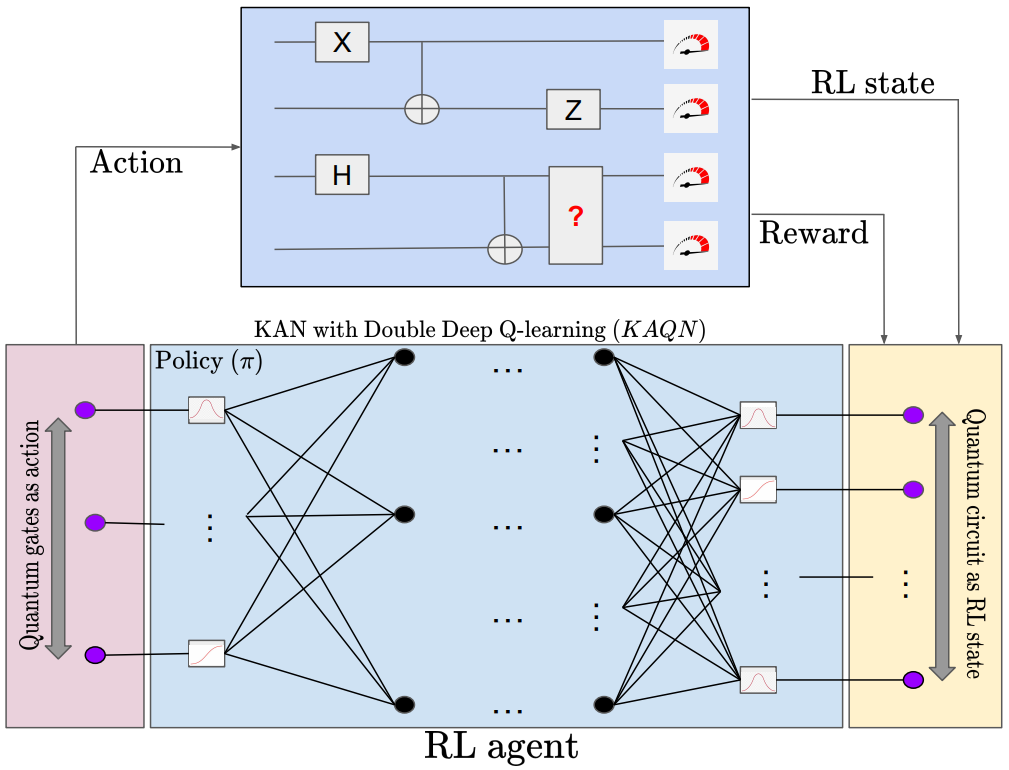 X
RL state
Z
Action
H
?
Reward
KAN with Double Deep Q-learning (KAQN)
Policy (π)
...
...
...
...
...
...
...
...
...
...
Quantum gates as action
Quantum circuit as RL state
RL agent